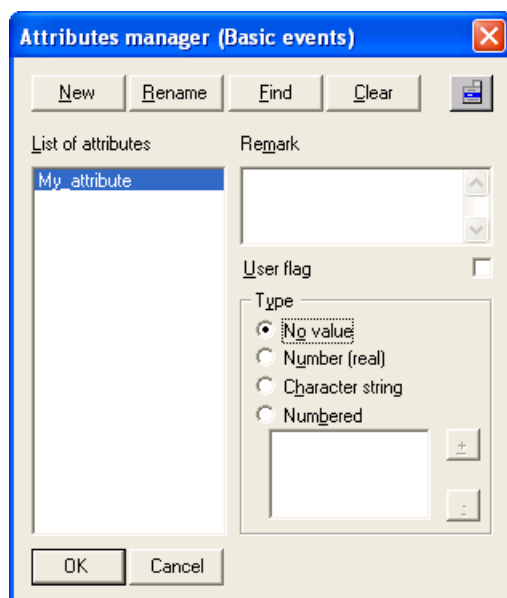 Attributes manager (Basic events)
New Rename Find Clear
List of attributes Remark
My_attribute
User flag
Type
No value
Number (real)
Character string
Numbered
+
-
OK Cancel